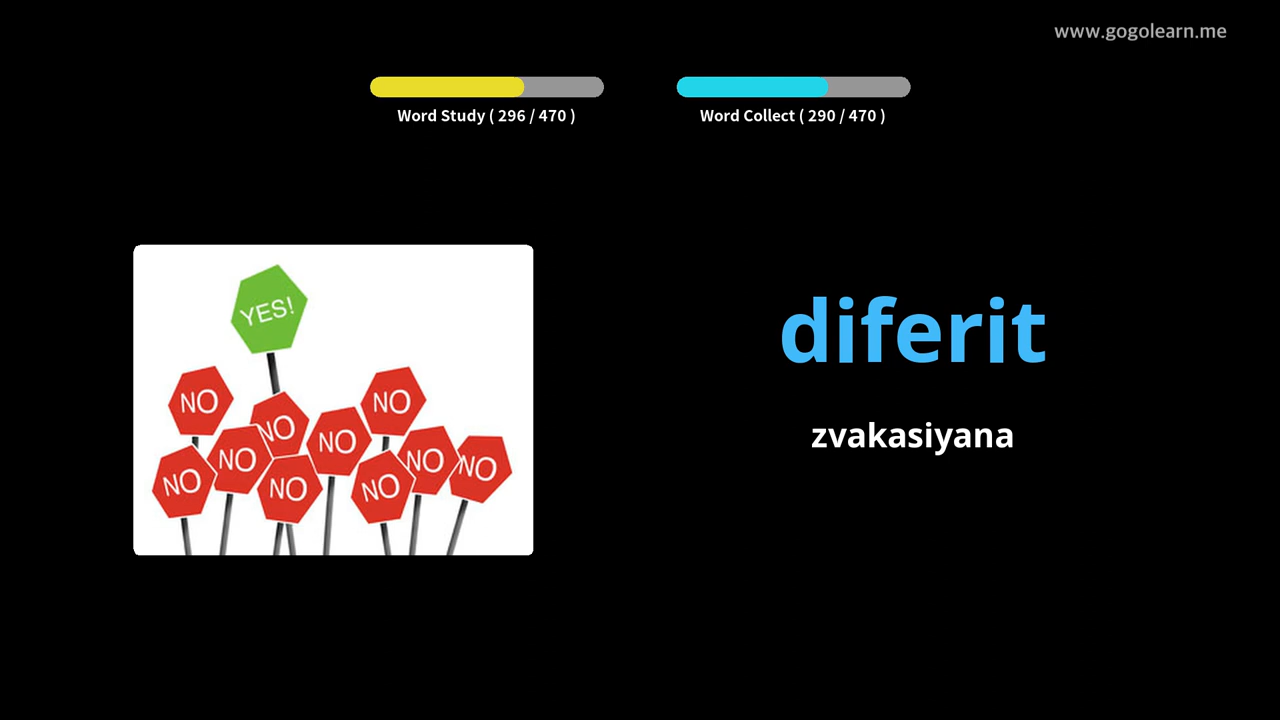 www.gogolearn.me
Word Study ( 296 / 470 )
Word Collect ( 290 / 470 )
YES!
NO
NO
NO
NO
NO
NO
NO
NO
NO
NO
diferit
zvakasiyana